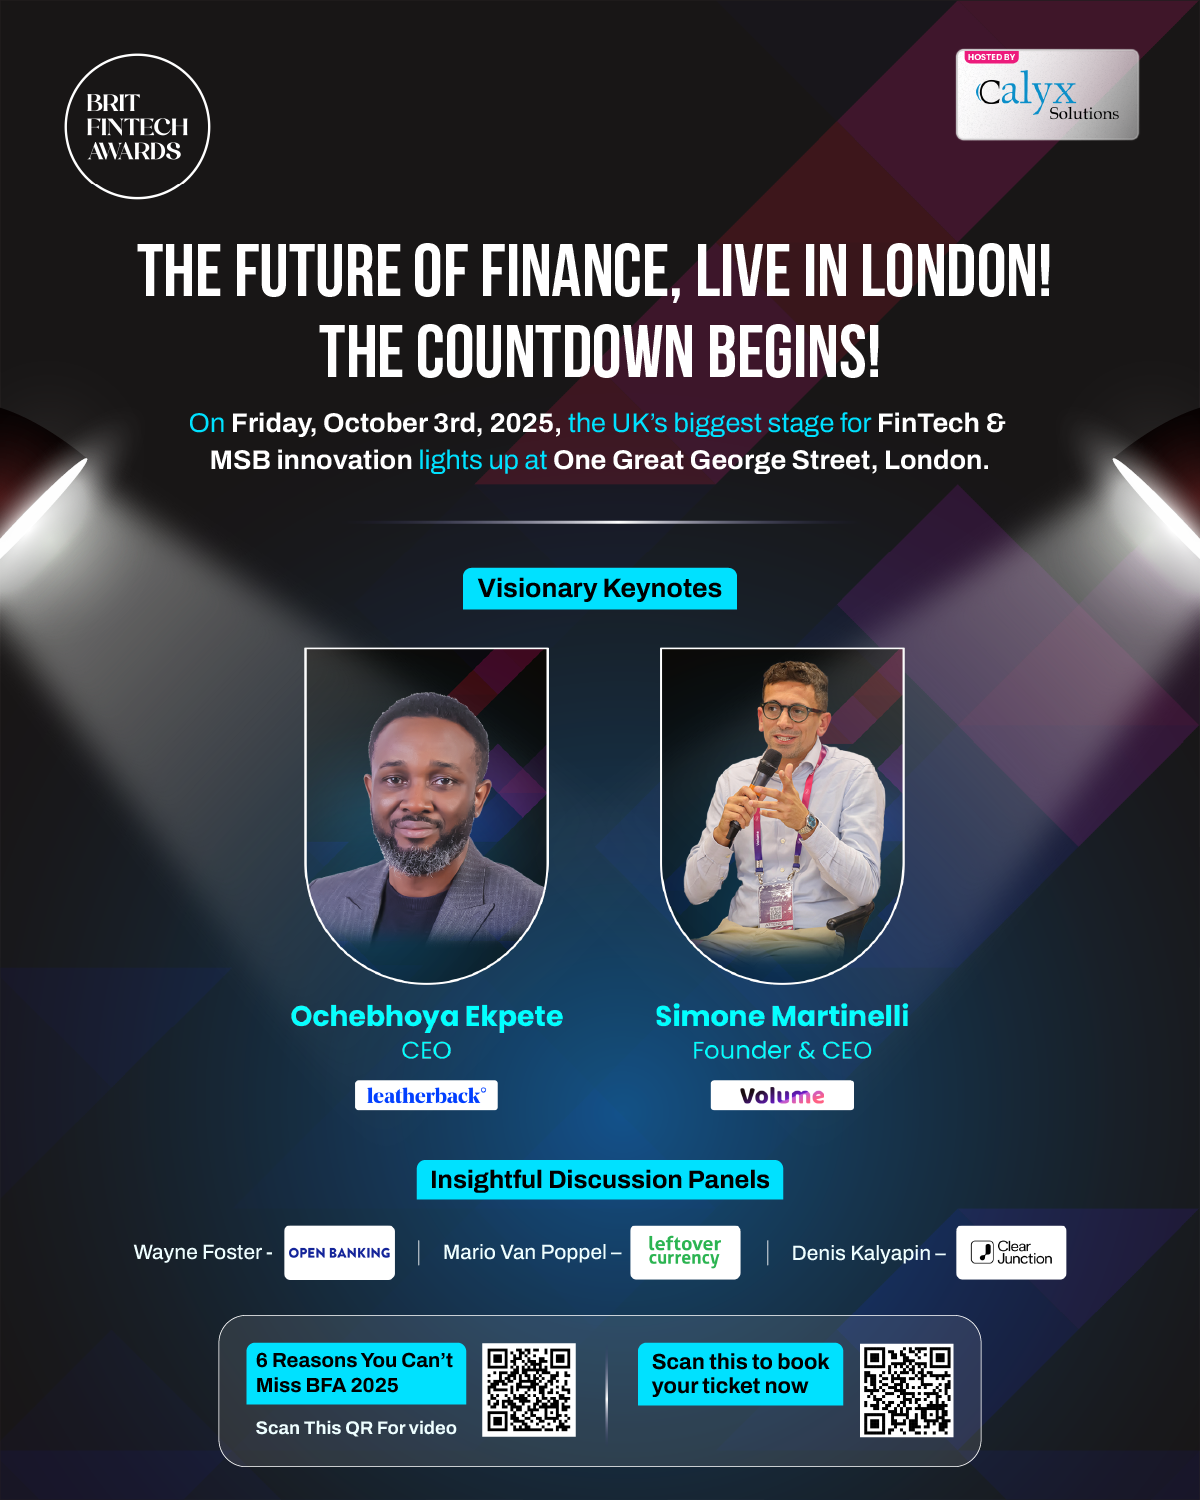 BRIT
FINTECH
AWARDS
HOSTED BY
Calyx
Solutions
THE FUTURE OF FINANCE, LIVE IN LONDON!
THE COUNTDOWN BEGINS!
On Friday, October 3rd, 2025, the UK’s biggest stage for FinTech &
MSB innovation lights up at One Great George Street, London.
Visionary Keynotes
Ochebhoya Ekpete
CEO
leatherback°
Simone Martinelli
Founder & CEO
Volume
Insightful Discussion Panels
Wayne Foster - OPEN BANKING
Mario Van Poppel – leftover
currency
Denis Kalyapin – Clear
Junction
6 Reasons You Can’t
Miss BFA 2025
Scan This QR For video
Scan this to book
your ticket now